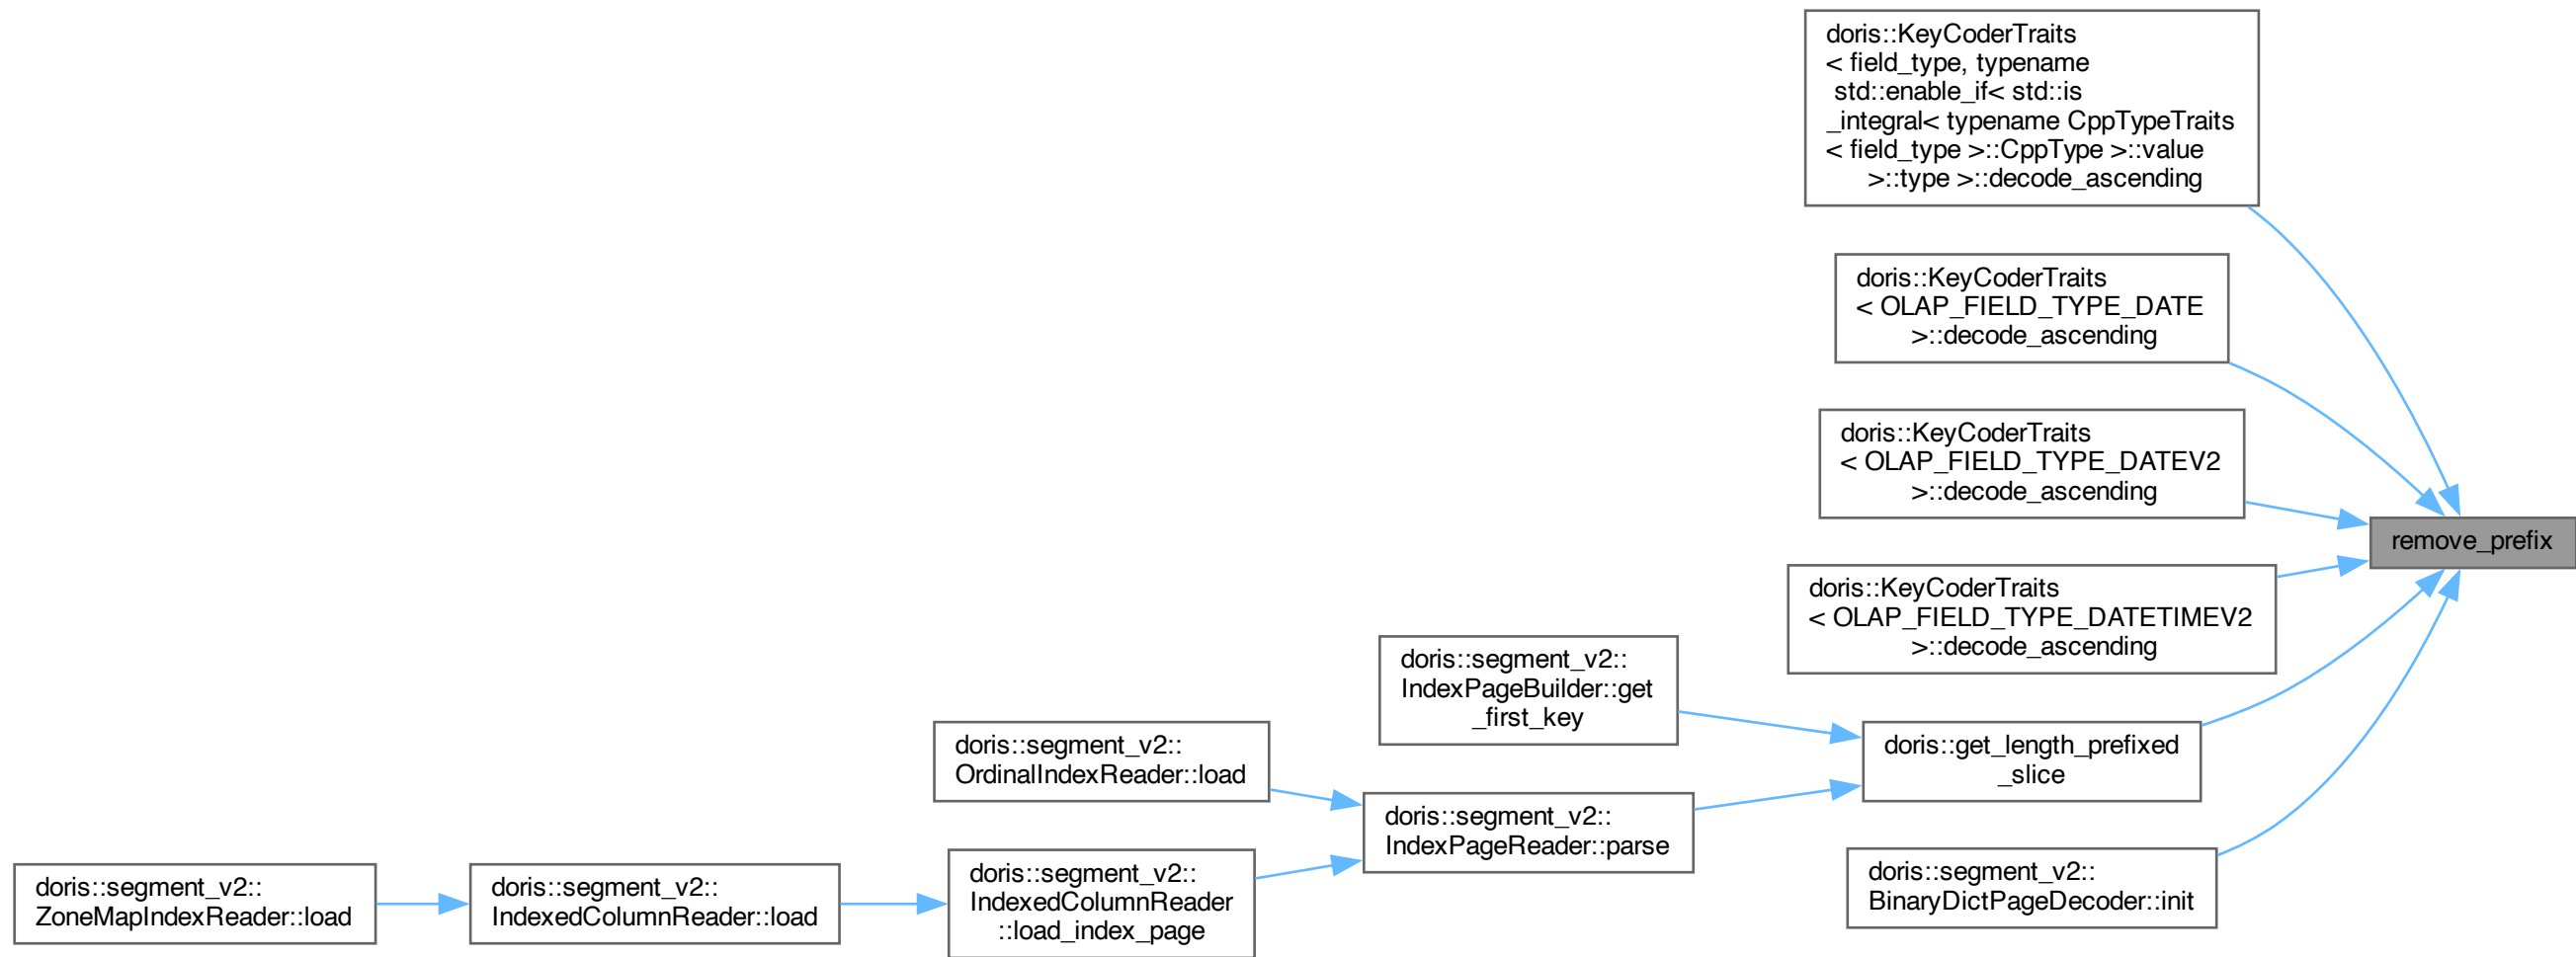 doris::KeyCoderTraits
< field_type, typename
std::enable_if< std::is
_integral< typename CppTypeTraits
< field_type >::CppType >::value
>::type >::decode_ascending
doris::KeyCoderTraits
< OLAP_FIELD_TYPE_DATE
>::decode_ascending
doris::KeyCoderTraits
< OLAP_FIELD_TYPE_DATEV2
>::decode_ascending
remove_prefix
doris::KeyCoderTraits
< OLAP_FIELD_TYPE_DATETIMEV2
>::decode_ascending
doris::segment_v2::
IndexPageBuilder::get
_first_key
doris::get_length_prefixed
_slice
doris::segment_v2::
OrdinalIndexReader::load
doris::segment_v2::
IndexPageReader::parse
doris::segment_v2::
BinaryDictPageDecoder::init
doris::segment_v2::
IndexedColumnReader
::load_index_page
doris::segment_v2::
IndexedColumnReader::load
doris::segment_v2::
ZoneMapIndexReader::load